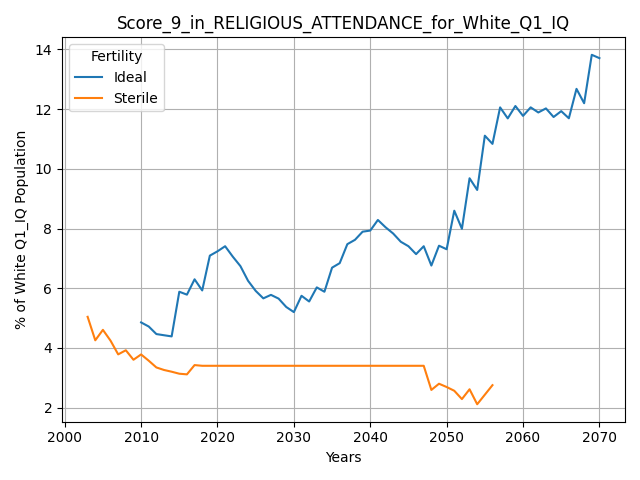 Score_9_in_RELIGIOUS_ATTENDANCE_for_White_Q1_IQ
Fertility
Ideal
Sterile
% of White Q1_IQ Population
14
12
10
8
6
4
2
2000 2010 2020 2030 2040 2050 2060 2070
Years